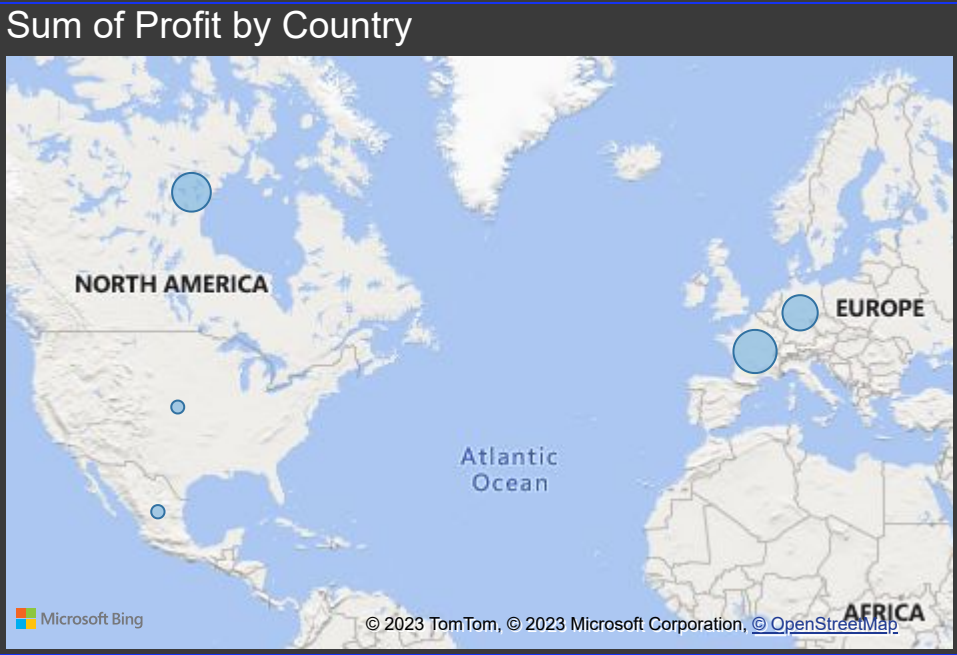 Sum of Profit by Country
NORTH AMERICA
EUROPE
Atlantic
Ocean
AFRICA
Microsoft Bing
© 2023 TomTom, © 2023 Microsoft Corporation, © OpenStreetMap